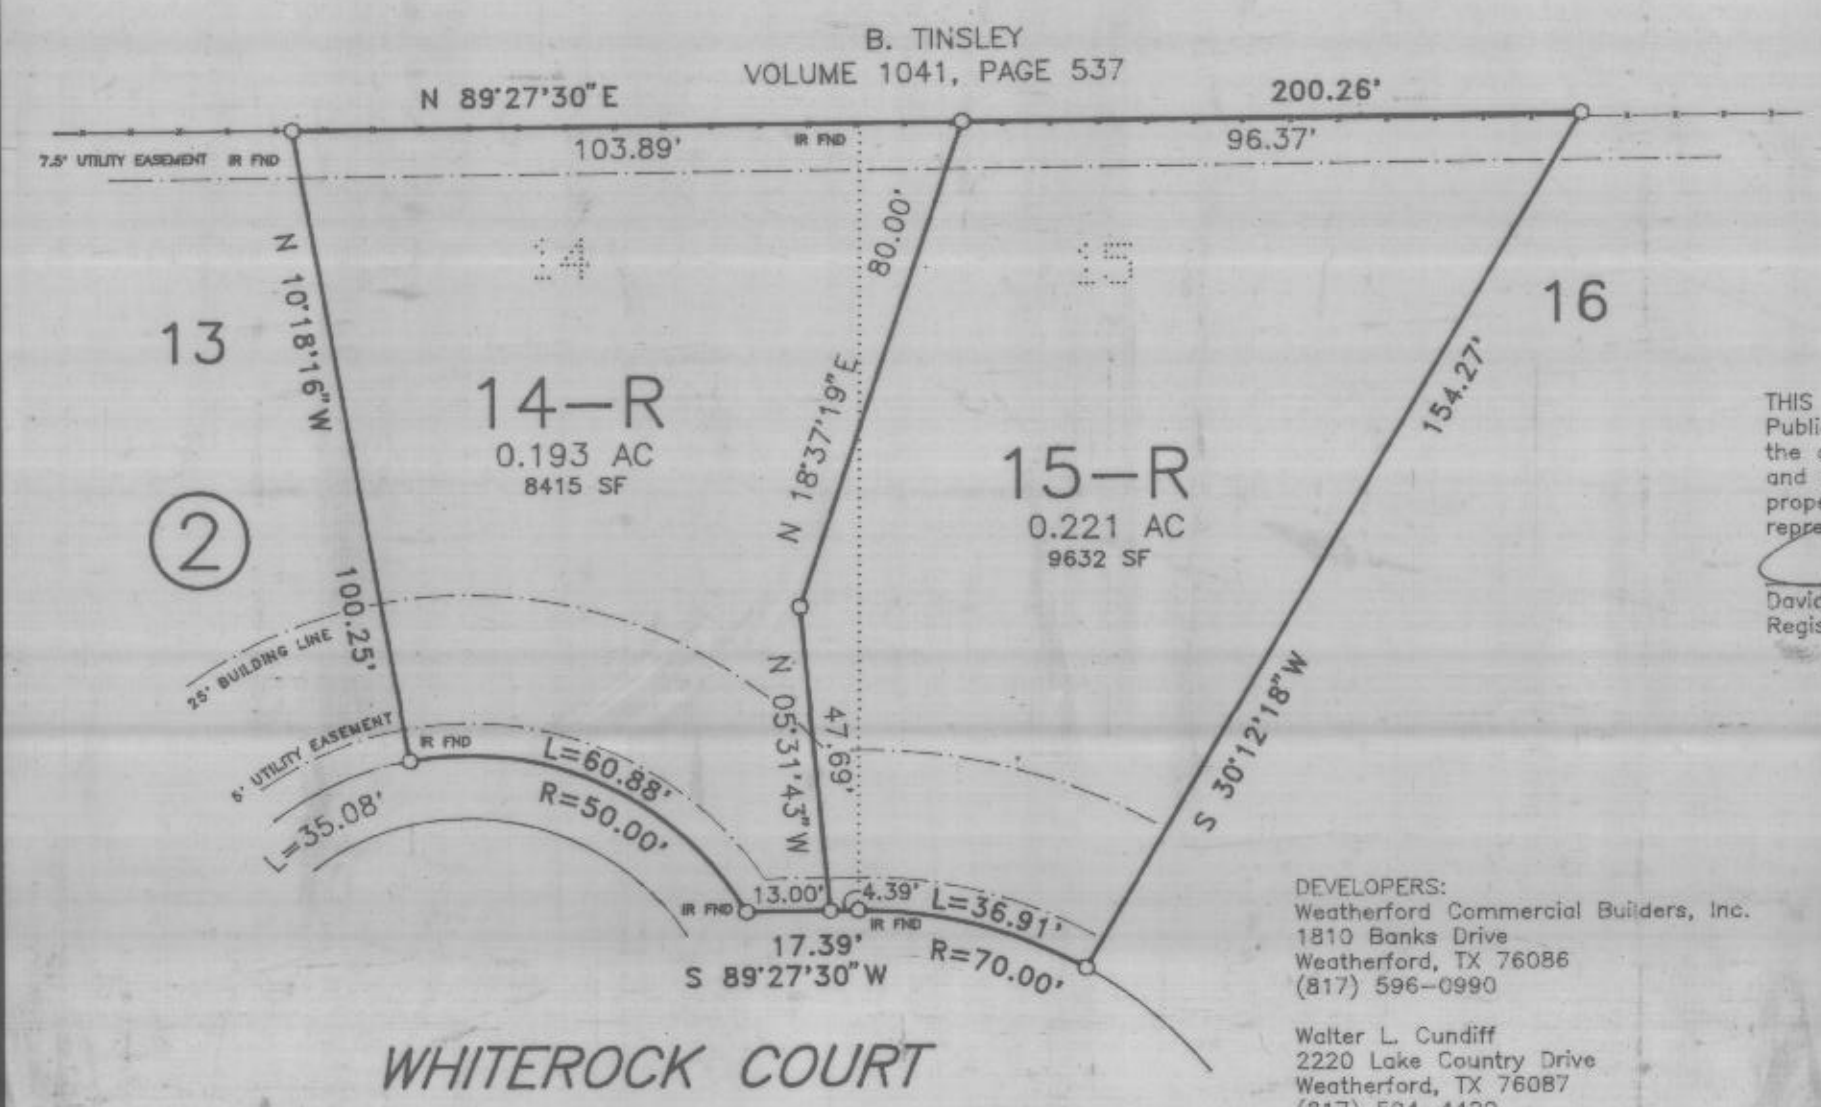 B. TINSLEY
VOLUME 1041, PAGE 537
N 89°27'30"E
200.26'
103.89'
IR FND
96.37'
7.5' UTILITY EASEMENT IR FND
80.00'
N 10°18'16"W
14
15
13
16
14-R
0.193 AC
8415 SF
N 18°37'19"E
154.27'
15-R
0.221 AC
9632 SF
2
100.25'
25' BUILDING LINE
N 05°31'43"W
47.69'
S 30°12'18"W
IR FND
UTILITY EASEMENT
L=60.88'
R=50.00'
L=35.08'
IR FND
13.00'
4.39'
L=36.91'
IR FND
17.39'
R=70.00'
S 89°27'30"W
WHITEROCK COURT
THIS
Publi
the
and
prope
repre
David
Regis
DEVELOPERS:
Weatherford Commercial Builders, Inc.
1810 Banks Drive
Weatherford, TX 76086
(817) 596-0990
Walter L. Cundiff
2220 Lake Country Drive
Weatherford, TX 76087